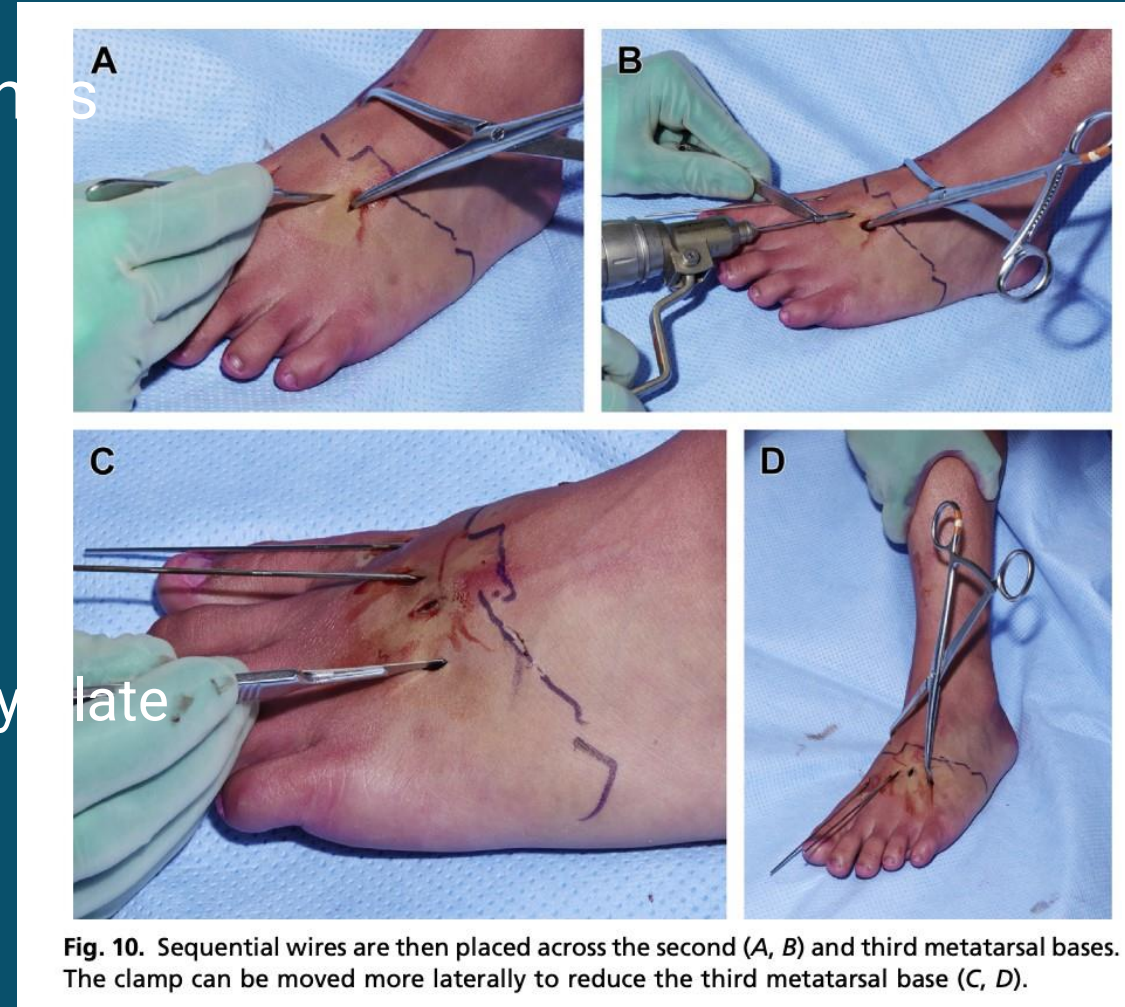 A
B
C
D
Fig. 10. Sequential wires are then placed across the second (A, B) and third metatarsal bases.
The clamp can be moved more laterally to reduce the third metatarsal base (C, D).